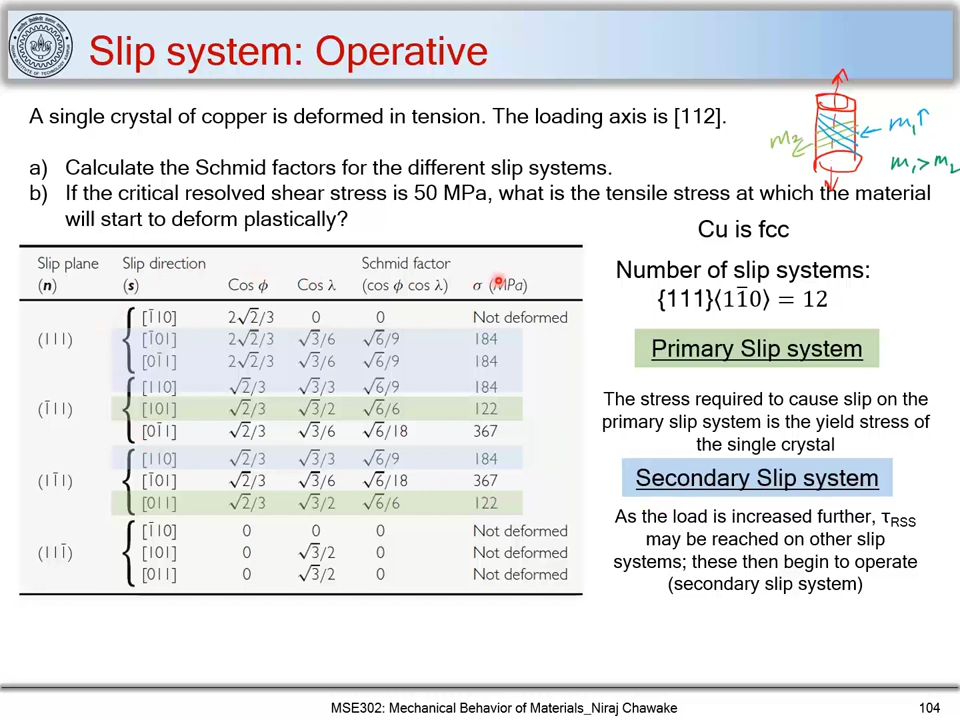 Slip system: Operative
A single crystal of copper is deformed in tension. The loading axis is [112].
a) Calculate the Schmid factors for the different slip systems.
b) If the critical resolved shear stress is 50 MPa, what is the tensile stress at which the material
will start to deform plastically?
m₁↑
m₂
m₁>m₂
Cu is fcc
Number of slip systems:
{111}⟨11̅0⟩ = 12
Primary Slip system
The stress required to cause slip on the
primary slip system is the yield stress of
the single crystal
Secondary Slip system
As the load is increased further, τRSS
may be reached on other slip
systems; these then begin to operate
(secondary slip system)
Slip plane Slip direction Schmid factor
(n) (s) Cos ϕ Cos λ (cos ϕ cos λ) σ (MPa)
[1̅10] 2√2/3 0 0 Not deformed
(111) [1̅01] 2√2/3 √3/6 √6/9 184
[01̅1] 2√2/3 √3/6 √6/9 184
[110] √2/3 √3/3 √6/9 184
(1̅11) [101] √2/3 √3/2 √6/6 122
[01̅1] √2/3 √3/6 √6/18 367
[110] √2/3 √3/3 √6/9 184
(11̅1) [1̅01] √2/3 √3/6 √6/18 367
[011] √2/3 √3/2 √6/6 122
[1̅10] 0 0 0 Not deformed
(111̅) [101] 0 √3/2 0 Not deformed
[011] 0 √3/2 0 Not deformed
MSE302: Mechanical Behavior of Materials_Niraj Chawake 104